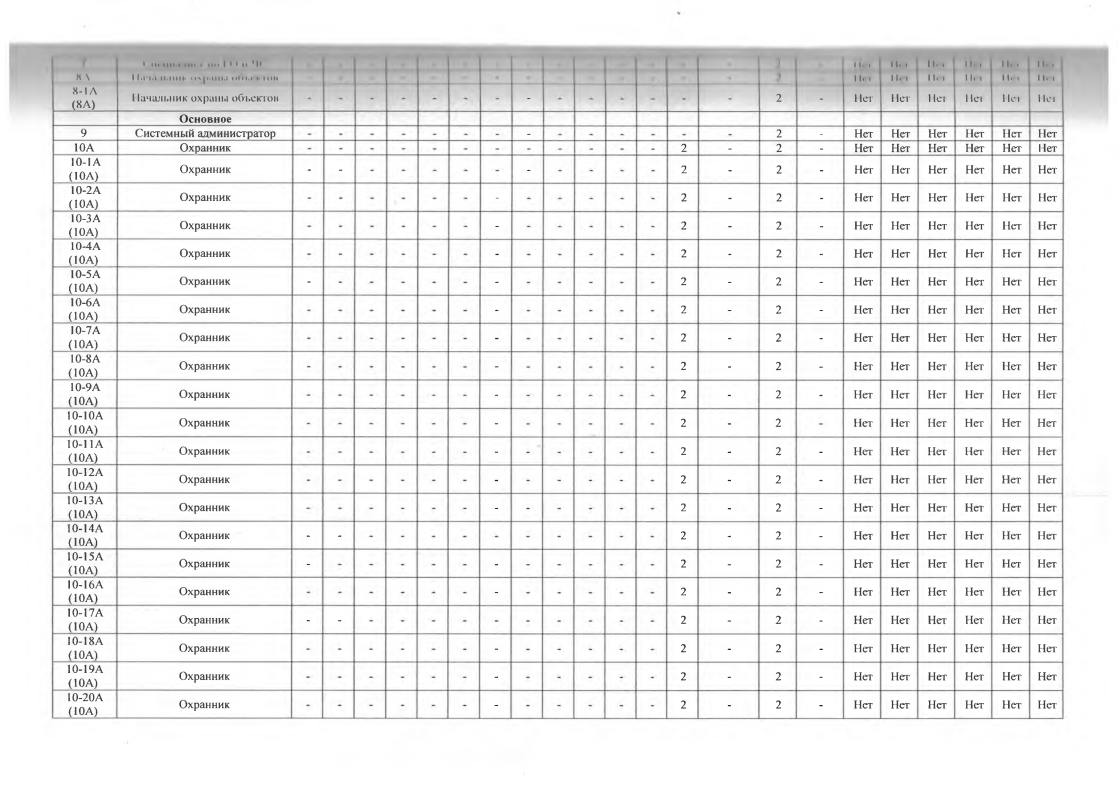 7 Специалист по ГО и ЧС - - - - - - - - - - - - - - 2 - Нет Нет Нет Нет Нет Нет
8А Начальник охраны объектов - - - - - - - - - - - - - - 2 - Нет Нет Нет Нет Нет Нет
8-1А
(8А) Начальник охраны объектов - - - - - - - - - - - - - - 2 - Нет Нет Нет Нет Нет Нет
Основное
9 Системный администратор - - - - - - - - - - - - - - 2 - Нет Нет Нет Нет Нет Нет
10А Охранник - - - - - - - - - - - - 2 - 2 - Нет Нет Нет Нет Нет Нет
10-1А
(10А) Охранник - - - - - - - - - - - - 2 - 2 - Нет Нет Нет Нет Нет Нет
10-2А
(10А) Охранник - - - - - - - - - - - - 2 - 2 - Нет Нет Нет Нет Нет Нет
10-3А
(10А) Охранник - - - - - - - - - - - - 2 - 2 - Нет Нет Нет Нет Нет Нет
10-4А
(10А) Охранник - - - - - - - - - - - - 2 - 2 - Нет Нет Нет Нет Нет Нет
10-5А
(10А) Охранник - - - - - - - - - - - - 2 - 2 - Нет Нет Нет Нет Нет Нет
10-6А
(10А) Охранник - - - - - - - - - - - - 2 - 2 - Нет Нет Нет Нет Нет Нет
10-7А
(10А) Охранник - - - - - - - - - - - - 2 - 2 - Нет Нет Нет Нет Нет Нет
10-8А
(10А) Охранник - - - - - - - - - - - - 2 - 2 - Нет Нет Нет Нет Нет Нет
10-9А
(10А) Охранник - - - - - - - - - - - - 2 - 2 - Нет Нет Нет Нет Нет Нет
10-10А
(10А) Охранник - - - - - - - - - - - - 2 - 2 - Нет Нет Нет Нет Нет Нет
10-11А
(10А) Охранник - - - - - - - - - - - - 2 - 2 - Нет Нет Нет Нет Нет Нет
10-12А
(10А) Охранник - - - - - - - - - - - - 2 - 2 - Нет Нет Нет Нет Нет Нет
10-13А
(10А) Охранник - - - - - - - - - - - - 2 - 2 - Нет Нет Нет Нет Нет Нет
10-14А
(10А) Охранник - - - - - - - - - - - - 2 - 2 - Нет Нет Нет Нет Нет Нет
10-15А
(10А) Охранник - - - - - - - - - - - - 2 - 2 - Нет Нет Нет Нет Нет Нет
10-16А
(10А) Охранник - - - - - - - - - - - - 2 - 2 - Нет Нет Нет Нет Нет Нет
10-17А
(10А) Охранник - - - - - - - - - - - - 2 - 2 - Нет Нет Нет Нет Нет Нет
10-18А
(10А) Охранник - - - - - - - - - - - - 2 - 2 - Нет Нет Нет Нет Нет Нет
10-19А
(10А) Охранник - - - - - - - - - - - - 2 - 2 - Нет Нет Нет Нет Нет Нет
10-20А
(10А) Охранник - - - - - - - - - - - - 2 - 2 - Нет Нет Нет Нет Нет Нет